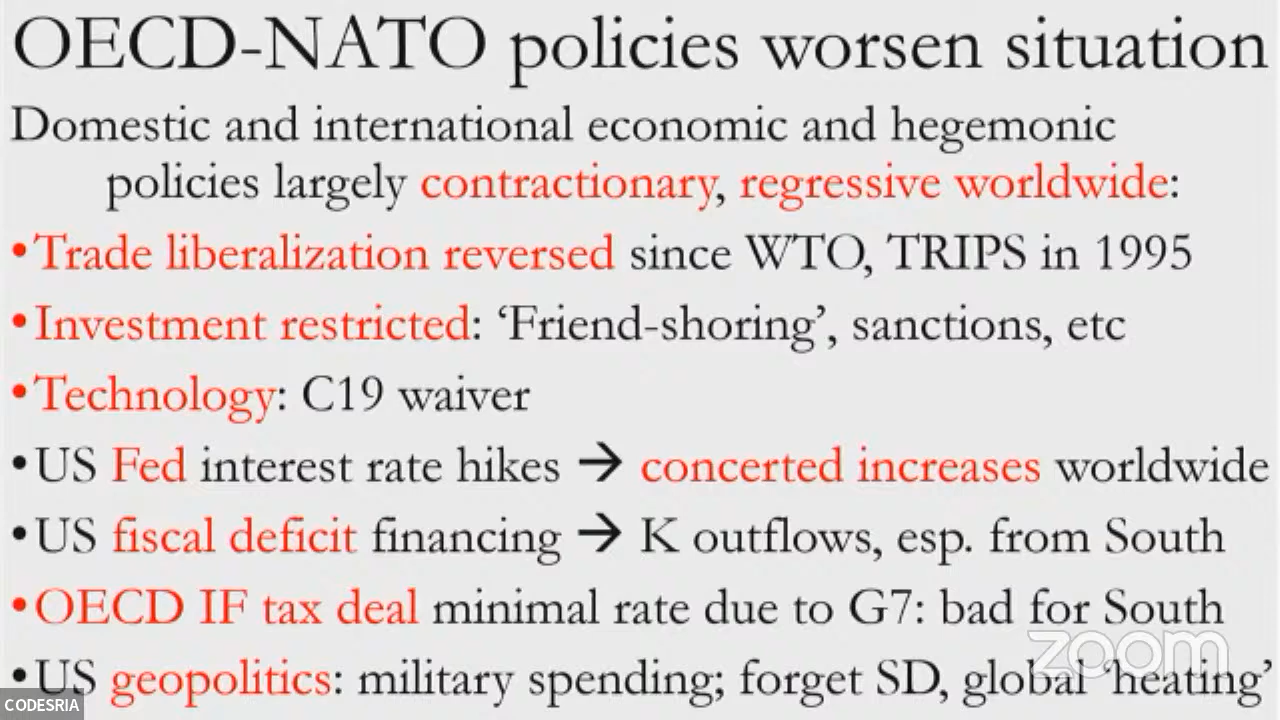 OECD-NATO policies worsen situation
Domestic and international economic and hegemonic
policies largely contractionary, regressive worldwide:
•Trade liberalization reversed since WTO, TRIPS in 1995
•Investment restricted: ‘Friend-shoring’, sanctions, etc
•Technology: C19 waiver
•US Fed interest rate hikes → concerted increases worldwide
•US fiscal deficit financing → K outflows, esp. from South
•OECD IF tax deal minimal rate due to G7: bad for South
zoom
•US geopolitics: military spending; forget SD, global ‘heating’
CODESRIA